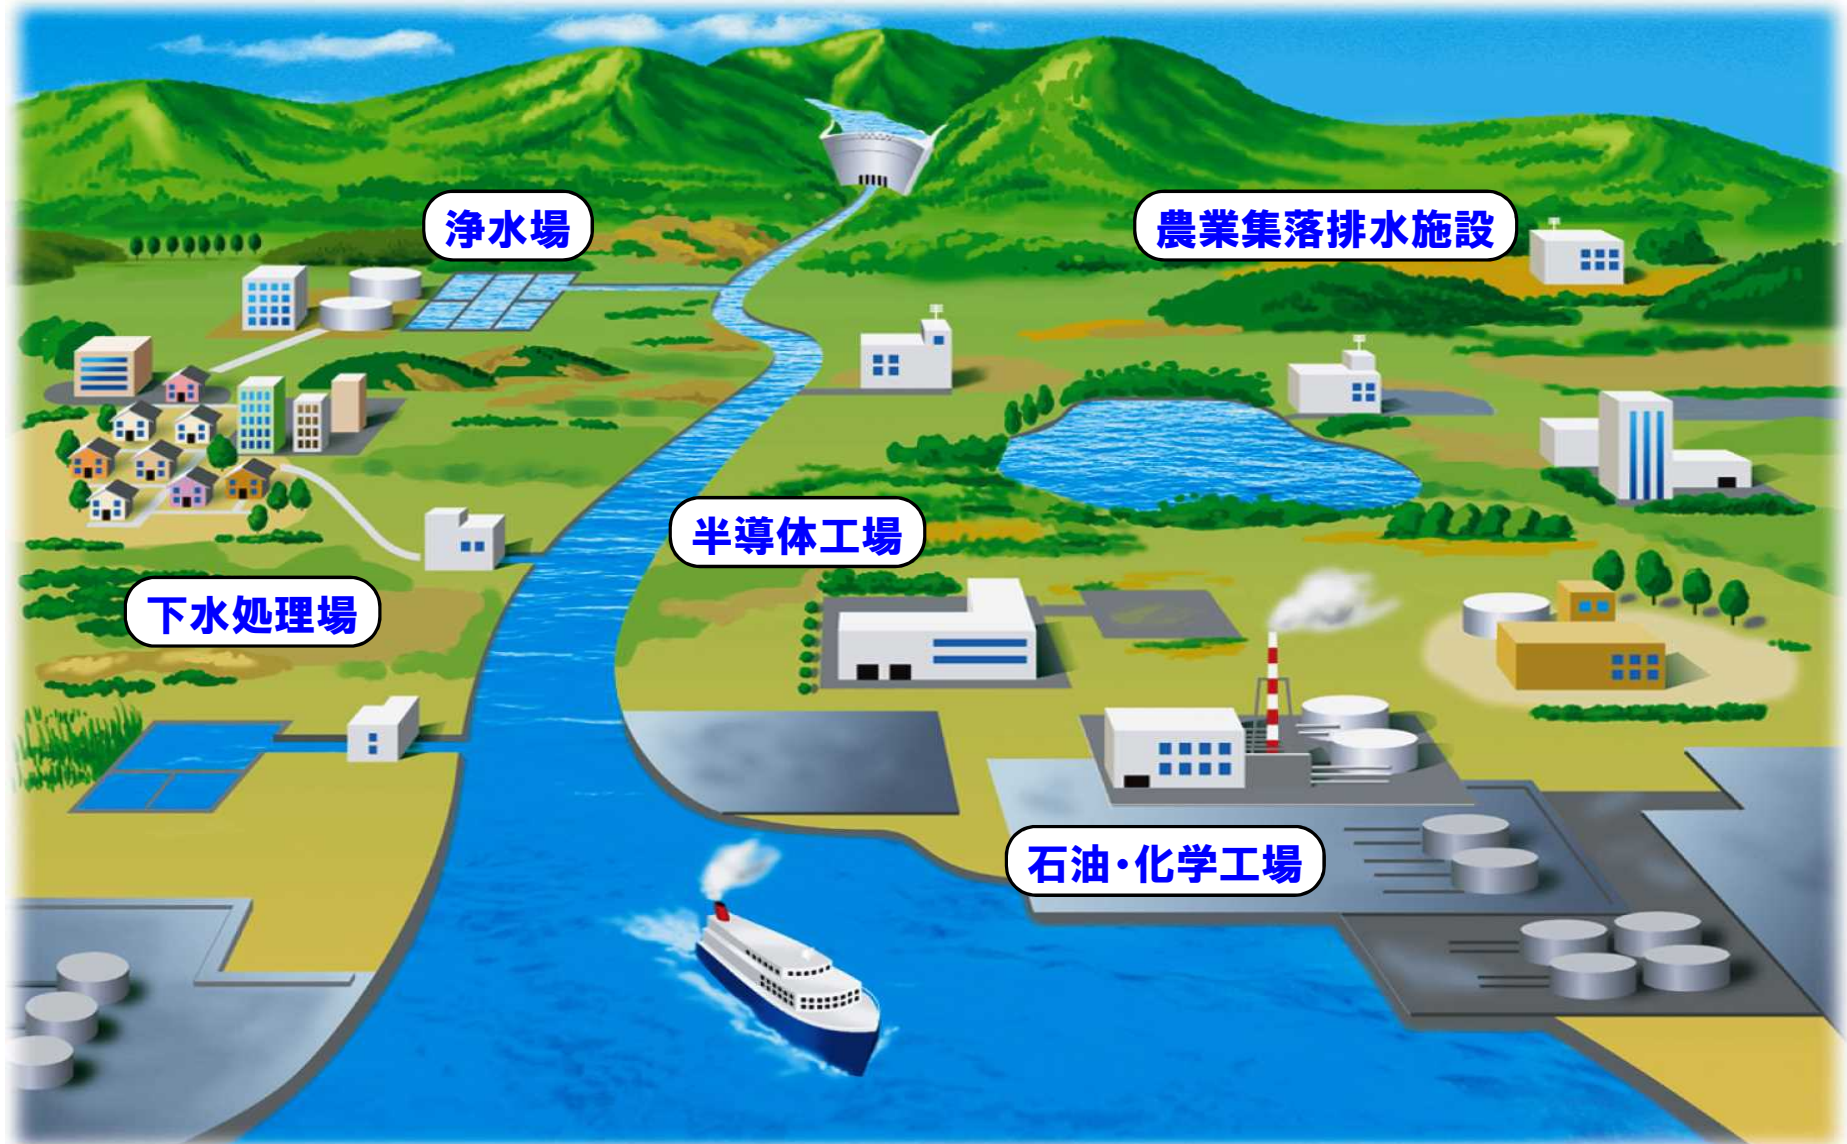 浄水場
農業集落排水施設
半導体工場
下水処理場
石油・化学工場